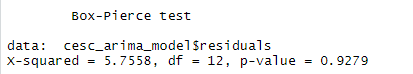 Box-Pierce test
data: cesc_arima_model$residuals
X-squared = 5.7558, df = 12, p-value = 0.9279